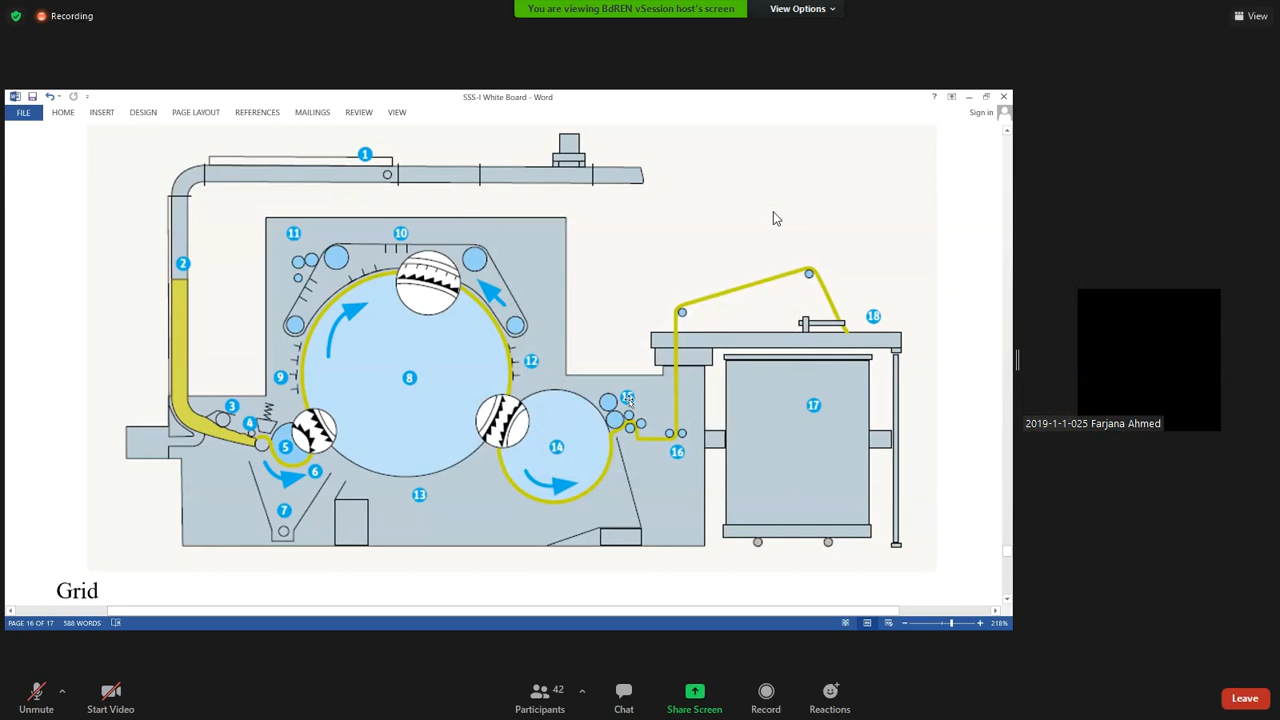 Recording
You are viewing BdREN vSession host's screen
View Options
View
SSS-I White Board - Word
FILE
HOME
INSERT
DESIGN
PAGE LAYOUT
REFERENCES
MAILINGS
REVIEW
VIEW
Sign in
1
11
10
2
18
12
9
8
3
15
17
4
5
14
16
6
13
7
Grid
PAGE 16 OF 17
588 WORDS
218%
2019-1-1-025 Farjana Ahmed
Unmute
Start Video
42
Participants
Chat
Share Screen
Record
Reactions
Leave